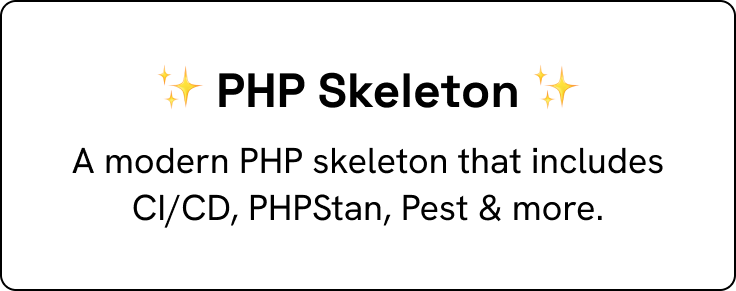 ✨ PHP Skeleton ✨
A modern PHP skeleton that includes
CI/CD, PHPStan, Pest & more.